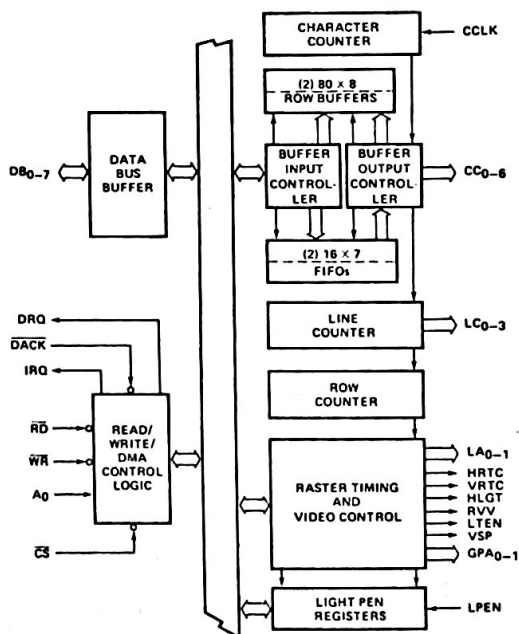 CHARACTER
COUNTER
CCLK
(2) 80 × 8
ROW BUFFERS
DB0–7
DATA
BUS
BUFFER
BUFFER
INPUT
CONTROL-
LER
BUFFER
OUTPUT
CONTROL-
LER
CC0–6
(2) 16 × 7
FIFOs
DRQ
DACK
IRQ
LINE
COUNTER
LC0–3
ROW
COUNTER
RD
WR
A0
CS
READ/
WRITE/
DMA
CONTROL
LOGIC
RASTER TIMING
AND
VIDEO CONTROL
LA0–1
HRTC
VRTC
HLGT
RVV
LTEN
VSP
GPA0–1
LIGHT PEN
REGISTERS
LPEN